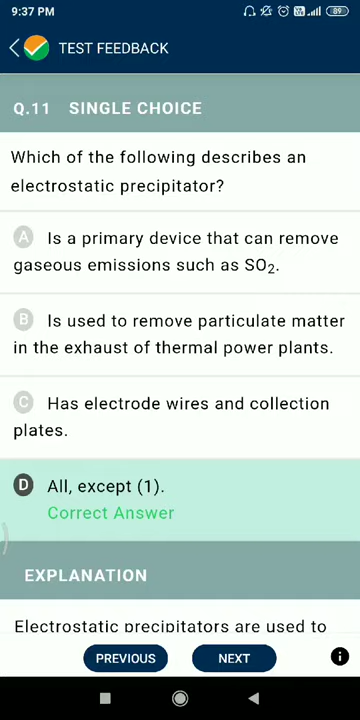 9:37 PM
89
TEST FEEDBACK
Q.11 SINGLE CHOICE
Which of the following describes an
electrostatic precipitator?
A Is a primary device that can remove
gaseous emissions such as SO₂.
B Is used to remove particulate matter
in the exhaust of thermal power plants.
C Has electrode wires and collection
plates.
D All, except (1).
Correct Answer
EXPLANATION
Electrostatic precipitators are used to
PREVIOUS NEXT i